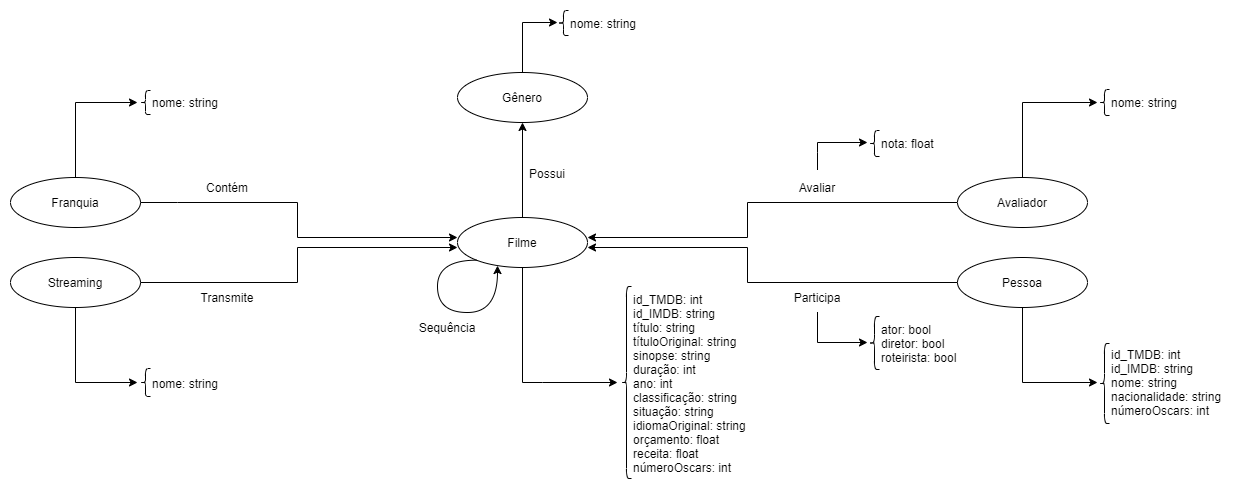 nome: string
Gênero
nome: string
nome: string
nota: float
Possui
Contêm
Avaliar
Franquia
Avaliador
Filme
Streaming
Pessoa
Transmite
Participa
Sequência
id_TMDB: int
id_IMDB: string
título: string
títuloOriginal: string
sinopse: string
duração: int
ano: int
classificação: string
situação: string
idiomaOriginal: string
orçamento: float
receita: float
númeroOscars: int
ator: bool
diretor: bool
roteirista: bool
id_TMDB: int
id_IMDB: string
nome: string
nacionalidade: string
númeroOscars: int
nome: string